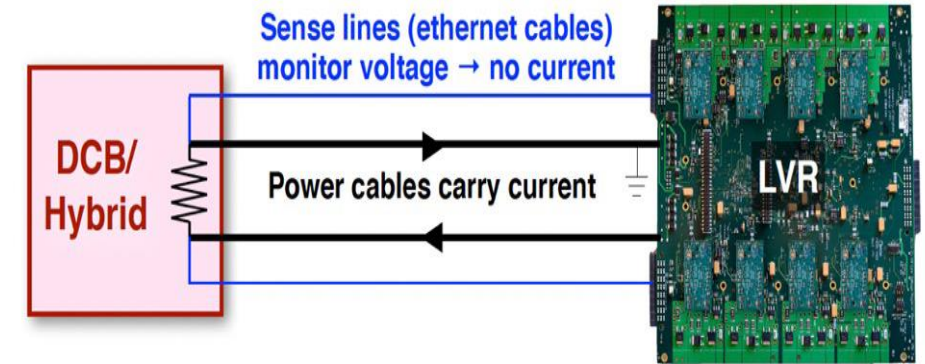 Sense lines (ethernet cables)
monitor voltage → no current
DCB/
Hybrid
Power cables carry current
LVR